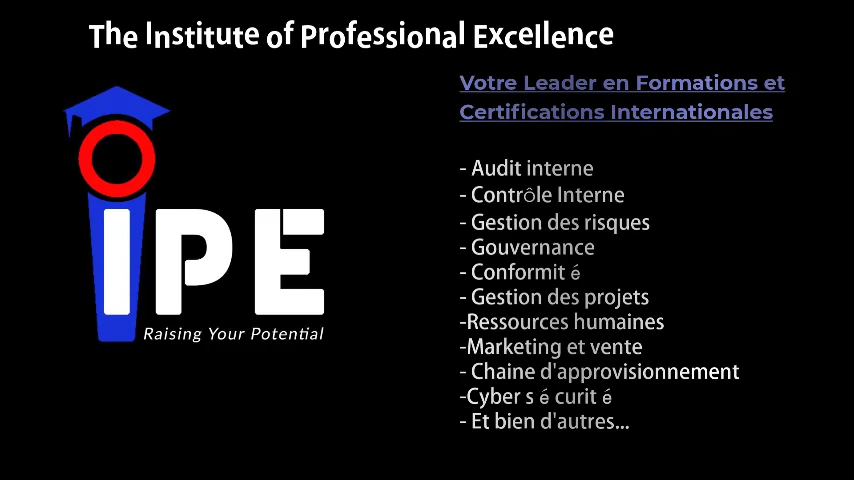 The Institute of Professional Excellence
Votre Leader en Formations et
Certifications Internationales
- Audit interne
- Contrôle Interne
- Gestion des risques
- Gouvernance
- Conformit é
- Gestion des projets
-Ressources humaines
-Marketing et vente
- Chaine d'approvisionnement
-Cyber s é curit é
- Et bien d'autres...
IPE
Raising Your Potential